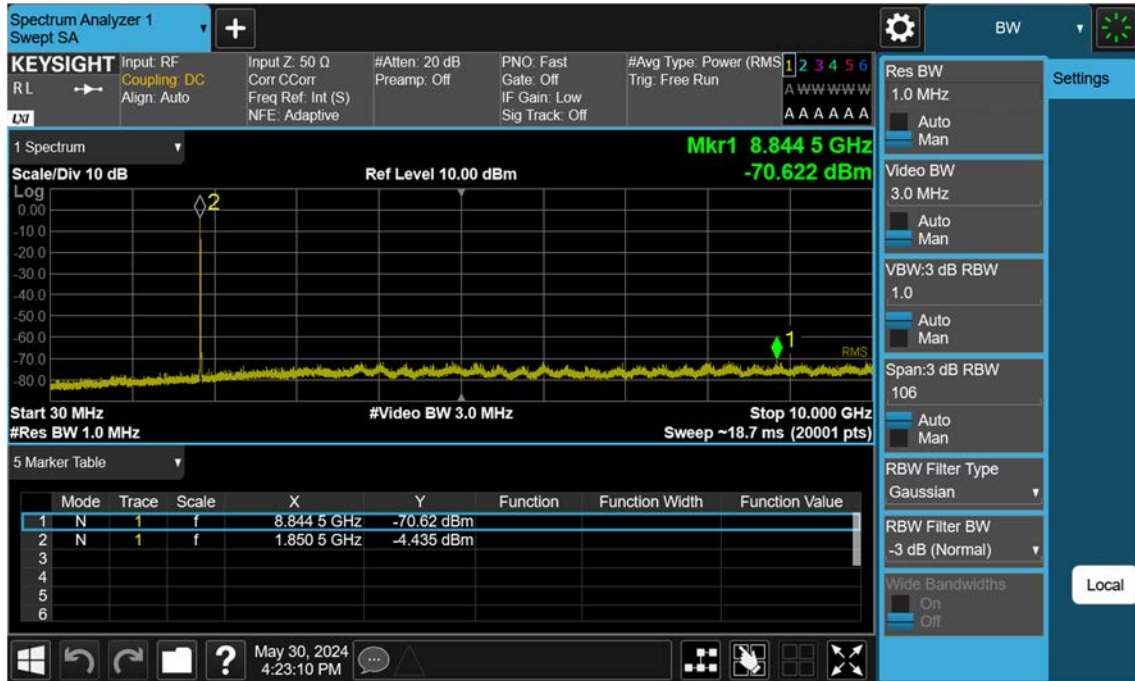 Spectrum Analyzer 1
Swept SA
+
BW
KEYSIGHT
RL
LXI
Input: RF
Coupling: DC
Align: Auto
Input Z: 50 Ω
Corr CCorr
Freq Ref: Int (S)
NFE: Adaptive
#Atten: 20 dB
Preamp: Off
PNO: Fast
Gate: Off
IF Gain: Low
Sig Track: Off
#Avg Type: Power (RMS
Trig: Free Run
1 2 3 4 5 6
A W W W W W
A A A A A A
1 Spectrum
Scale/Div 10 dB
Ref Level 10.00 dBm
Mkr1 8.844 5 GHz
-70.622 dBm
Log
0.00
-10.0
-20.0
-30.0
-40.0
-50.0
-60.0
-70.0
-80.0
2
1
RMS
Start 30 MHz
#Video BW 3.0 MHz
Stop 10.000 GHz
#Res BW 1.0 MHz
Sweep ~18.7 ms (20001 pts)
5 Marker Table
Mode Trace Scale X Y Function Function Width Function Value
1 N 1 f 8.844 5 GHz -70.62 dBm
2 N 1 f 1.850 5 GHz -4.435 dBm
3
4
5
6
?
May 30, 2024
4:23:10 PM
Res BW
1.0 MHz
Auto
Man
Video BW
3.0 MHz
Auto
Man
VBW:3 dB RBW
1.0
Auto
Man
Span:3 dB RBW
106
Auto
Man
RBW Filter Type
Gaussian
RBW Filter BW
-3 dB (Normal)
Wide Bandwidths
On
Off
Settings
Local